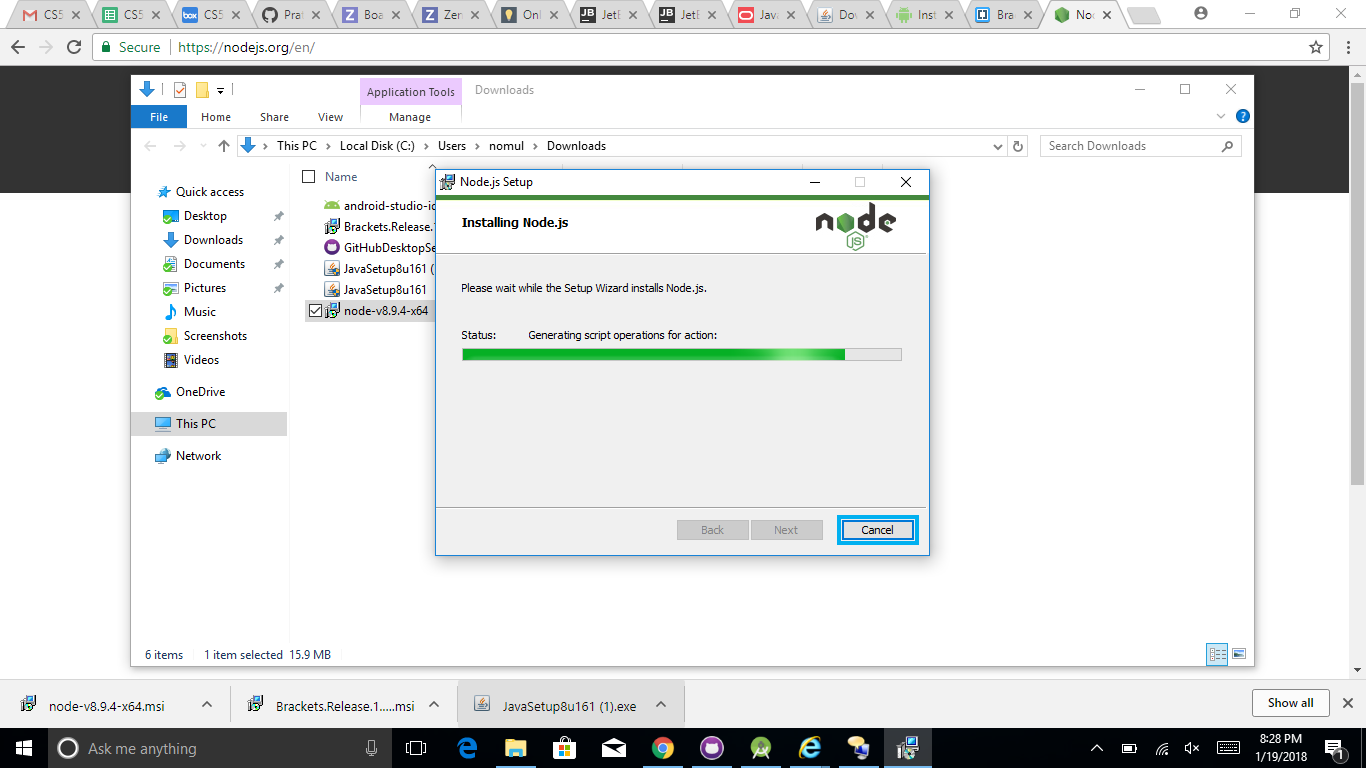 CS5 CS5 CS5 Prat Boa Zen Onl JetB JetB Java Dov Inst Bra Noc
Secure https://nodejs.org/en/
Application Tools Downloads
File Home Share View Manage
This PC Local Disk (C:) Users nomul Downloads Search Downloads
Name
Quick access
Desktop
Downloads
Documents
Pictures
Music
Screenshots
Videos
OneDrive
This PC
Network
android-studio-id
Brackets.Release.1
GitHubDesktopSe
JavaSetup8u161 (
JavaSetup8u161
node-v8.9.4-x64
Node.js Setup
Installing Node.js
node
JS
Please wait while the Setup Wizard installs Node.js.
Status: Generating script operations for action:
Back Next Cancel
6 items 1 item selected 15.9 MB
node-v8.9.4-x64.msi Brackets.Release.1.....msi JavaSetup8u161 (1).exe Show all
Ask me anything
8:28 PM
1/19/2018
1